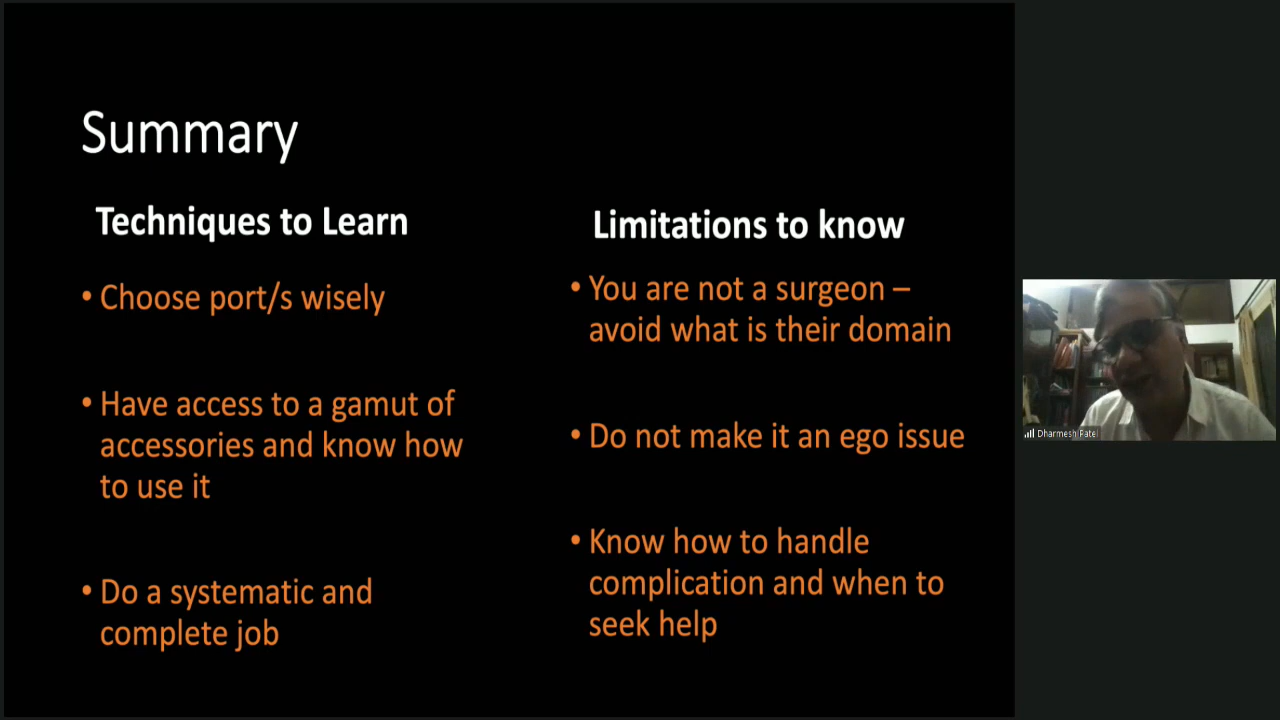 Summary
Techniques to Learn
• Choose port/s wisely
• Have access to a gamut of
accessories and know how
to use it
• Do a systematic and
complete job
Limitations to know
• You are not a surgeon –
avoid what is their domain
• Do not make it an ego issue
• Know how to handle
complication and when to
seek help
Dharmesh Patel